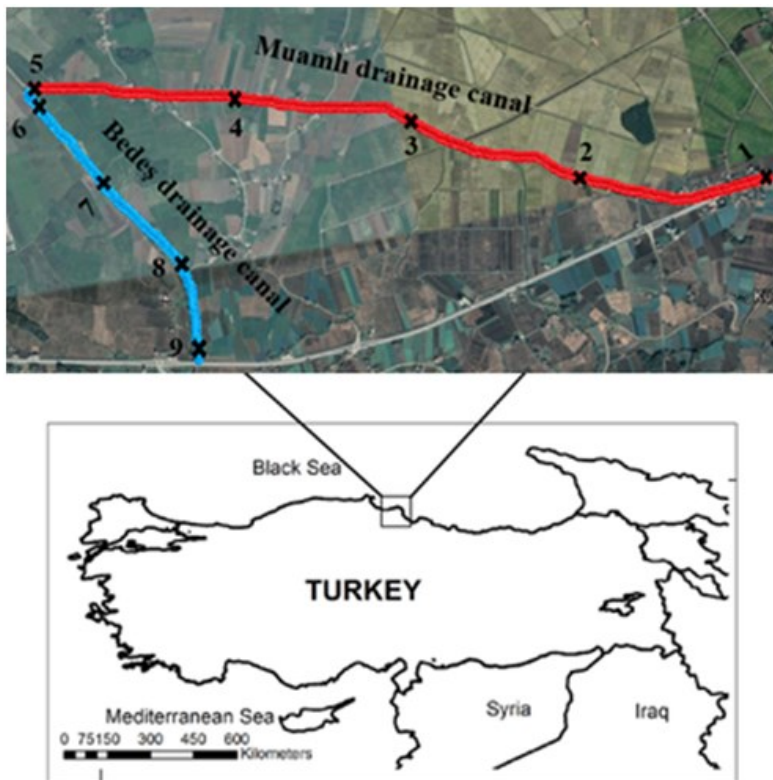 Muamlı drainage canal
5
4
6
3
2
1
Bedeş drainage canal
7
8
9
Black Sea
TURKEY
Mediterranean Sea
Syria
Iraq
0 75150 300 450 600
Kilometers